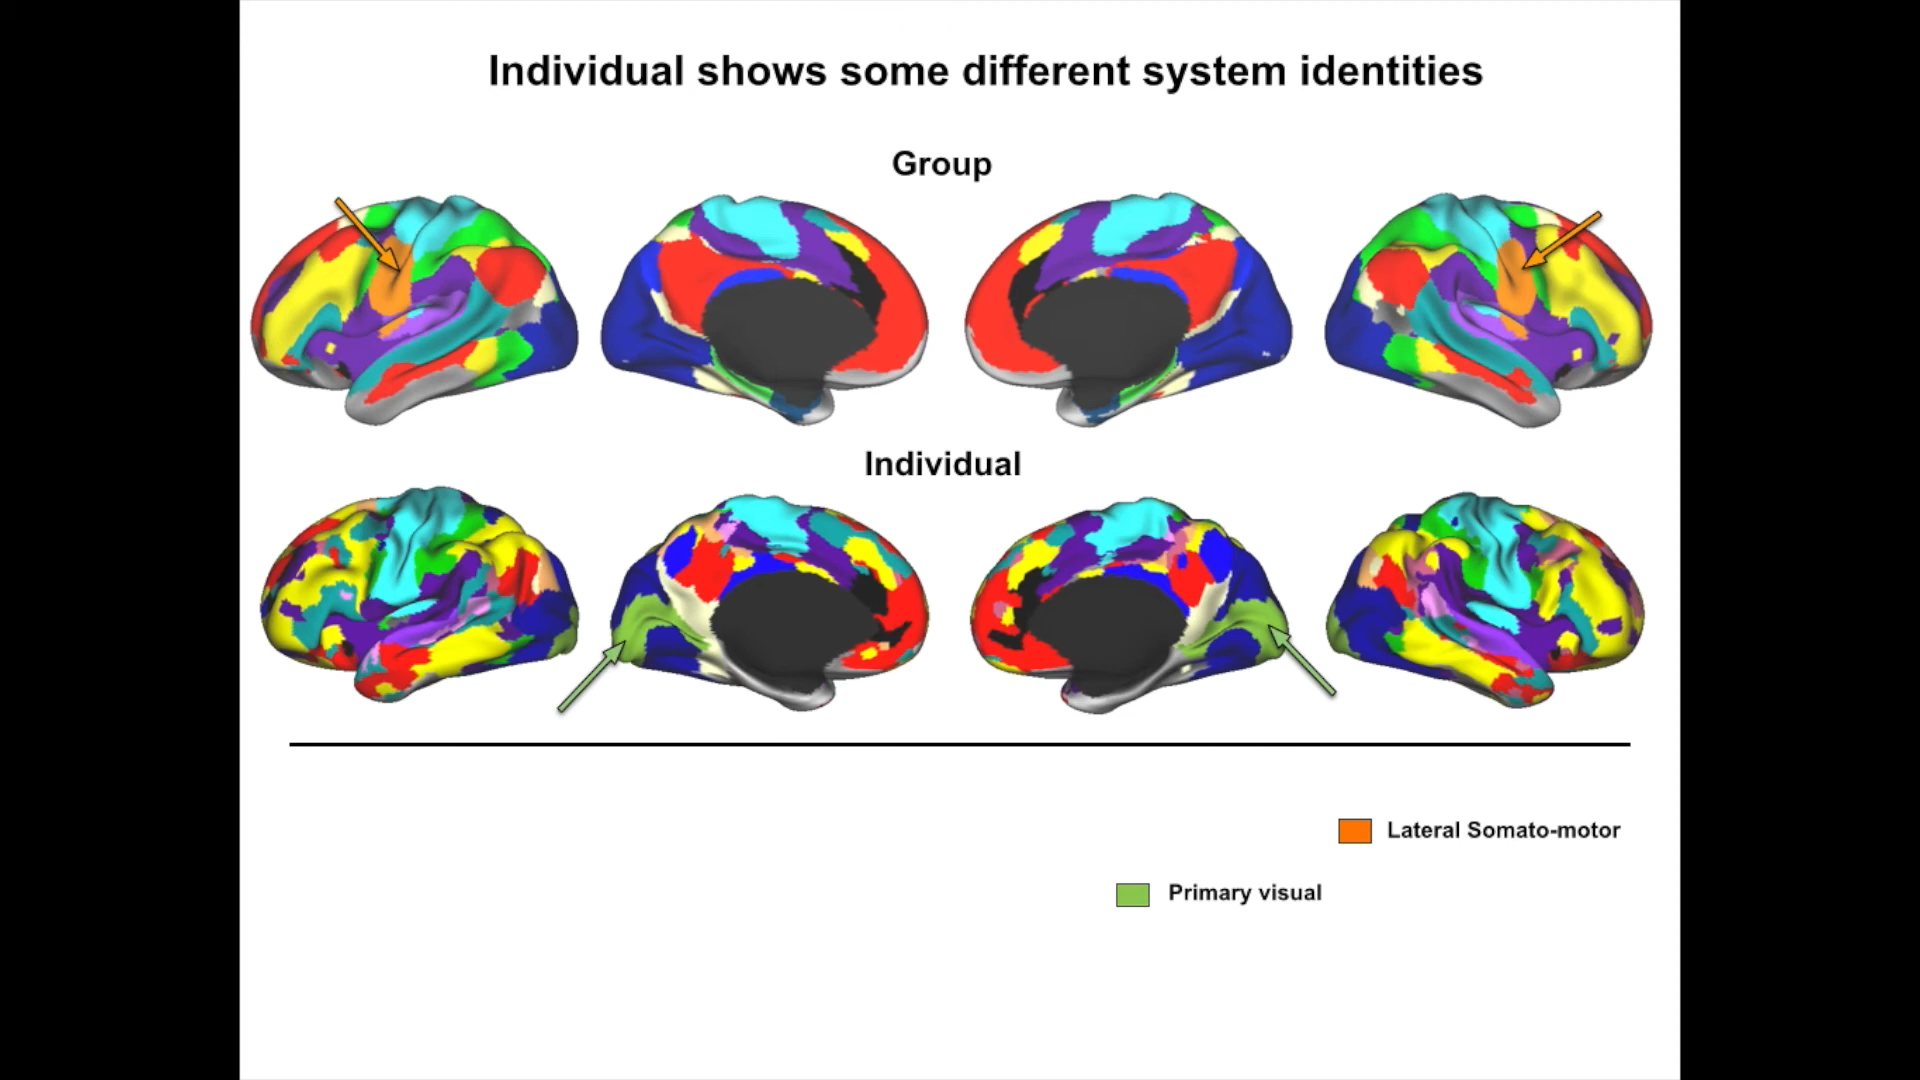 Individual shows some different system identities
Group
Individual
Lateral Somato-motor
Primary visual